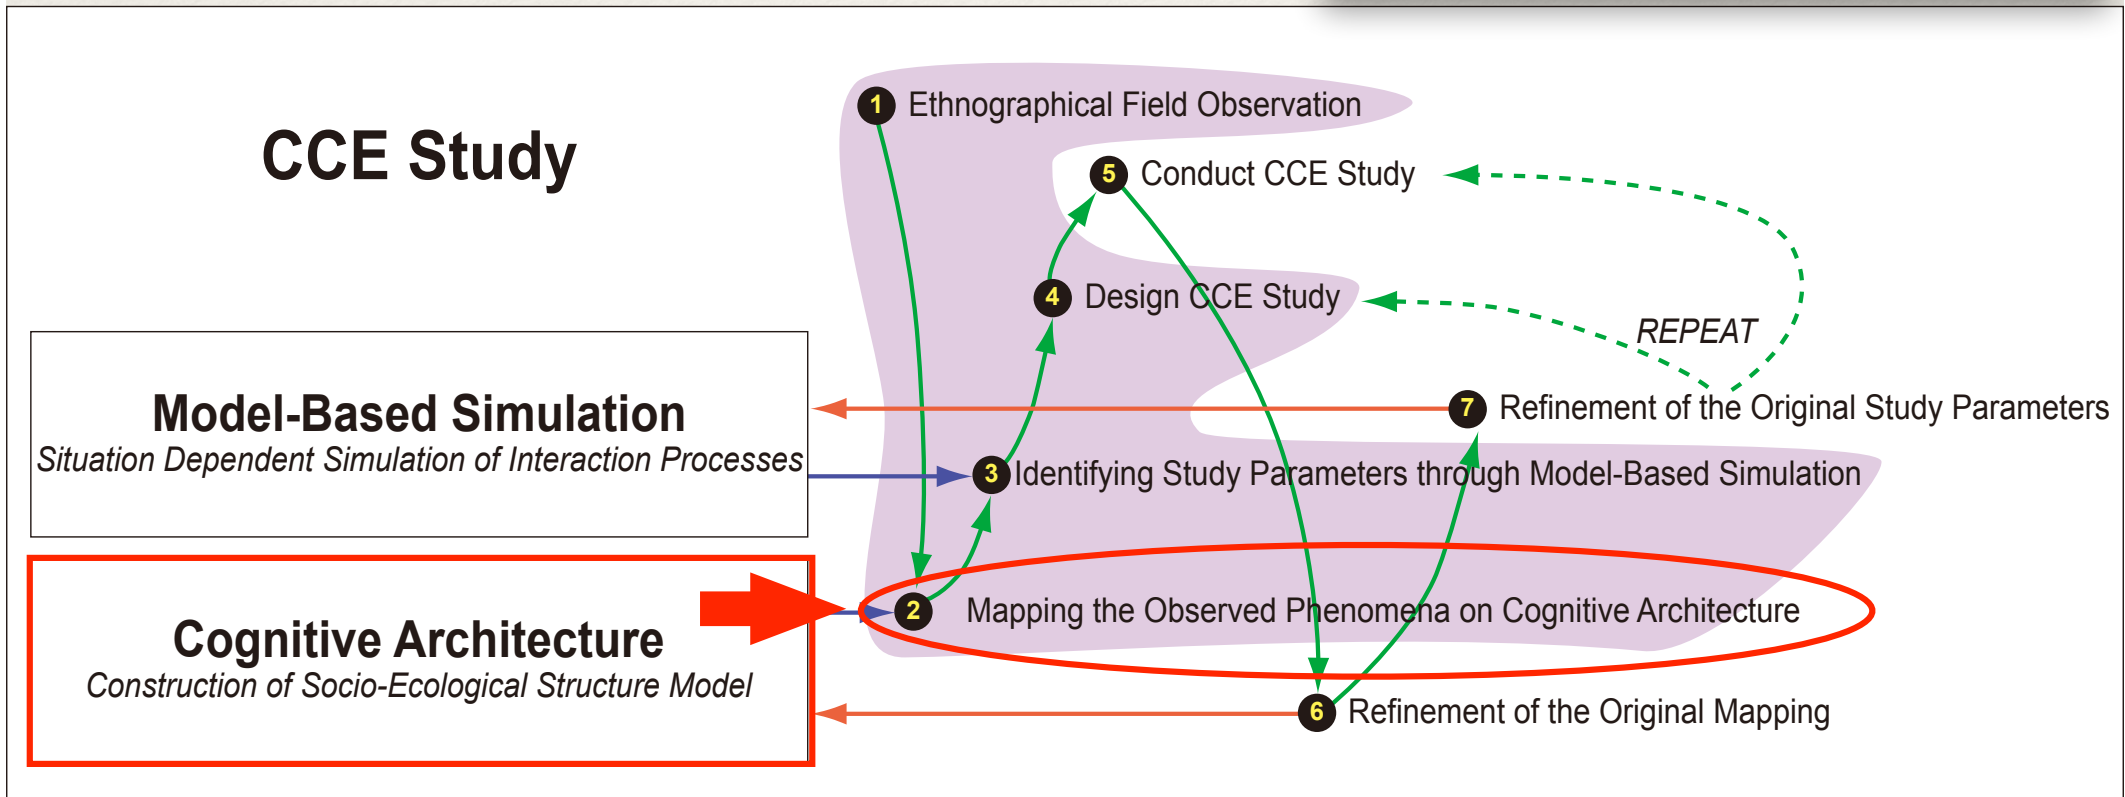 CCE Study
1 Ethnographical Field Observation
5 Conduct CCE Study
4 Design CCE Study
REPEAT
Model-Based Simulation
Situation Dependent Simulation of Interaction Processes
7 Refinement of the Original Study Parameters
3 Identifying Study Parameters through Model-Based Simulation
Cognitive Architecture
Construction of Socio-Ecological Structure Model
2 Mapping the Observed Phenomena on Cognitive Architecture
6 Refinement of the Original Mapping